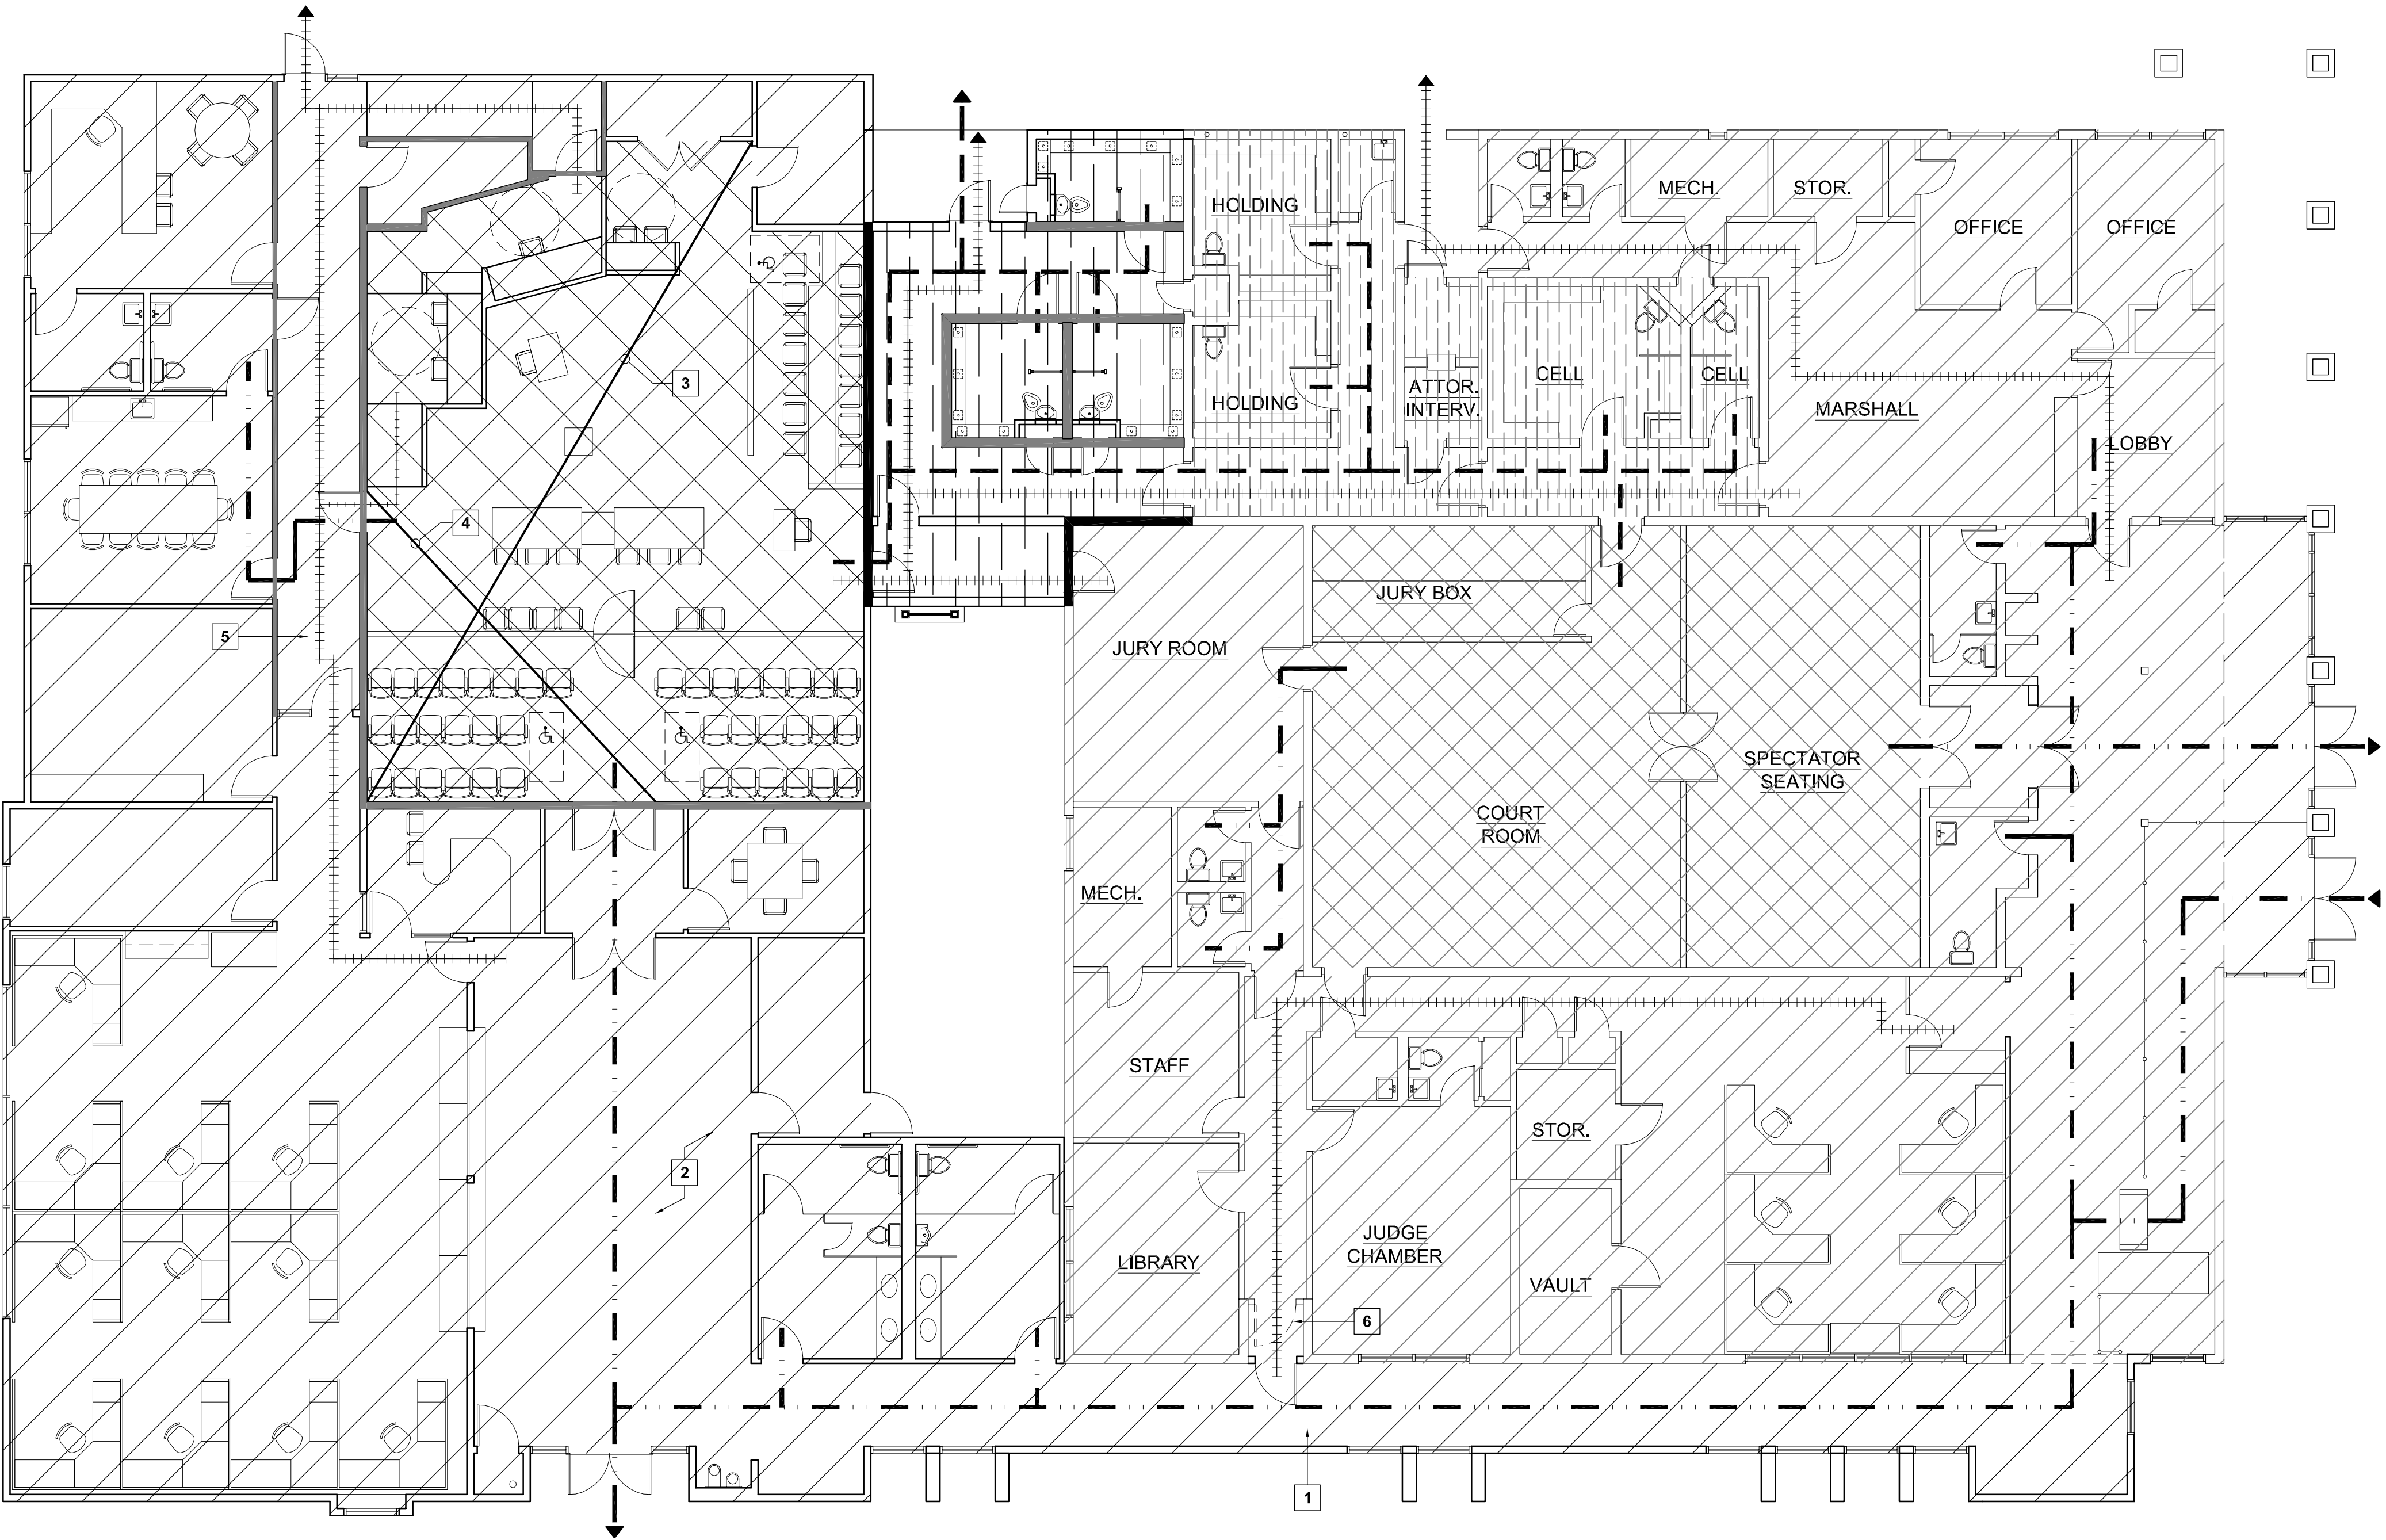 MECH.
STOR.
HOLDING
OFFICE
OFFICE
3
ATTOR.
INTERV.
CELL
CELL
HOLDING
MARSHALL
LOBBY
4
JURY BOX
5
JURY ROOM
SPECTATOR
SEATING
COURT
ROOM
MECH.
STAFF
STOR.
2
JUDGE
CHAMBER
LIBRARY
VAULT
6
1